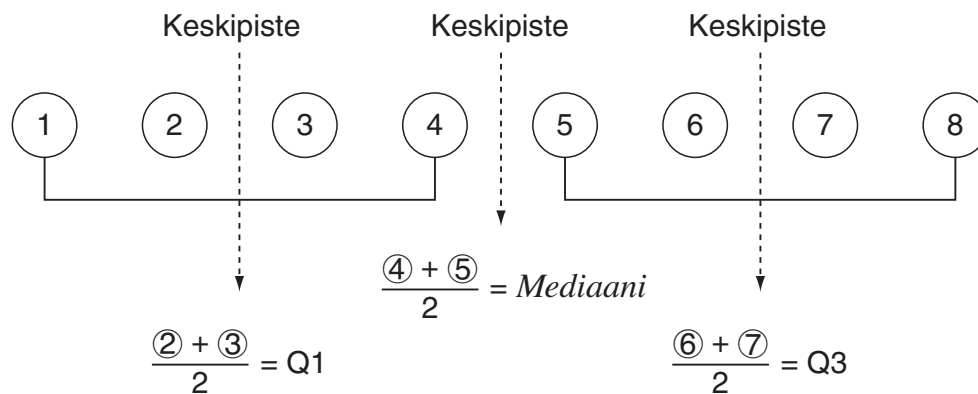 Keskipiste Keskipiste Keskipiste
1 2 3 4 5 6 7 8
④ + ⑤
2
= Mediaani
② + ③
2
= Q1
⑥ + ⑦
2
= Q3